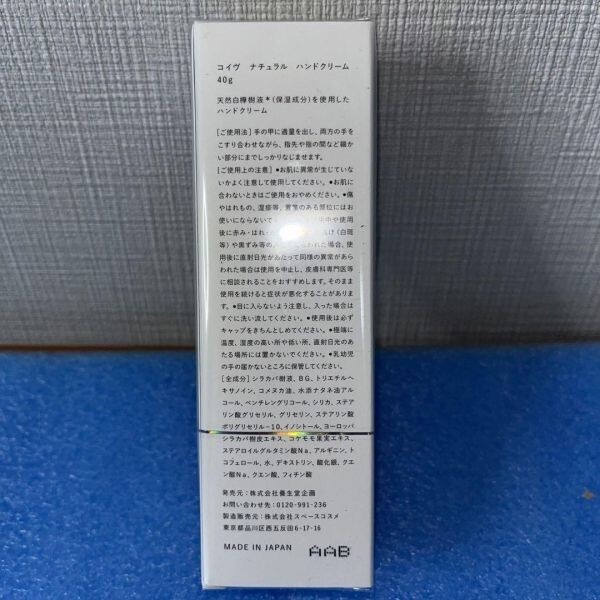 コイヴ ナチュラル ハンドクリーム
40g
天然白樺樹液*(保湿成分)を使用した
ハンドクリーム
[ご使用法]手の甲に適量を出し、両方の手を
こすり合わせながら、指先や指の間など細か
い部分にまでしっかりなじませます。
[ご使用上の注意]●お肌に異常が生じていな
いかよく注意して使用してください。●お肌に
合わないときはご使用をおやめください。●傷
やはれもの、湿疹等、異常のある部位にはお
使いにならないで 中や使用
後に赤み・はれ・か 抜け(白斑
等)や黒ずみ等の 現われた場合、使
用後に直射日光があたって同様の異常があら
われた場合は使用を中止し、皮膚科専門医等
に相談されることをおすすめします。そのまま
使用を続けると症状が悪化することがありま
す。●目に入らないよう注意し、入った場合は
すぐに洗い流してください。●使用後は必ず
キャップをきちんとしめてください。●極端に
温度、湿度の高い所や低い所、直射日光のあ
たる場所には置かないでください。●乳幼児
の手の届かないところに保管してください。
[全成分]シラカバ樹液、BG、トリエチルヘ
キサノイン、コメヌカ油、水添ナタネ油アル
コール、ペンチレングリコール、シリカ、ステア
リン酸グリセリル、グリセリン、ステアリン酸
ポリグリセリル-10、イノシトール、ヨーロッパ
シラカバ樹皮エキス、コケモモ果実エキス、
ステアロイルグルタミン酸Na、アルギニン、ト
コフェロール、水、デキストリン、酸化銀、クエ
ン酸Na、クエン酸、フィチン酸
発売元:株式会社養生堂企画
お問い合わせ先:0120-991-236
製造販売元:株式会社スペースコスメ
東京都品川区西五反田6-17-16
MADE IN JAPAN AAB